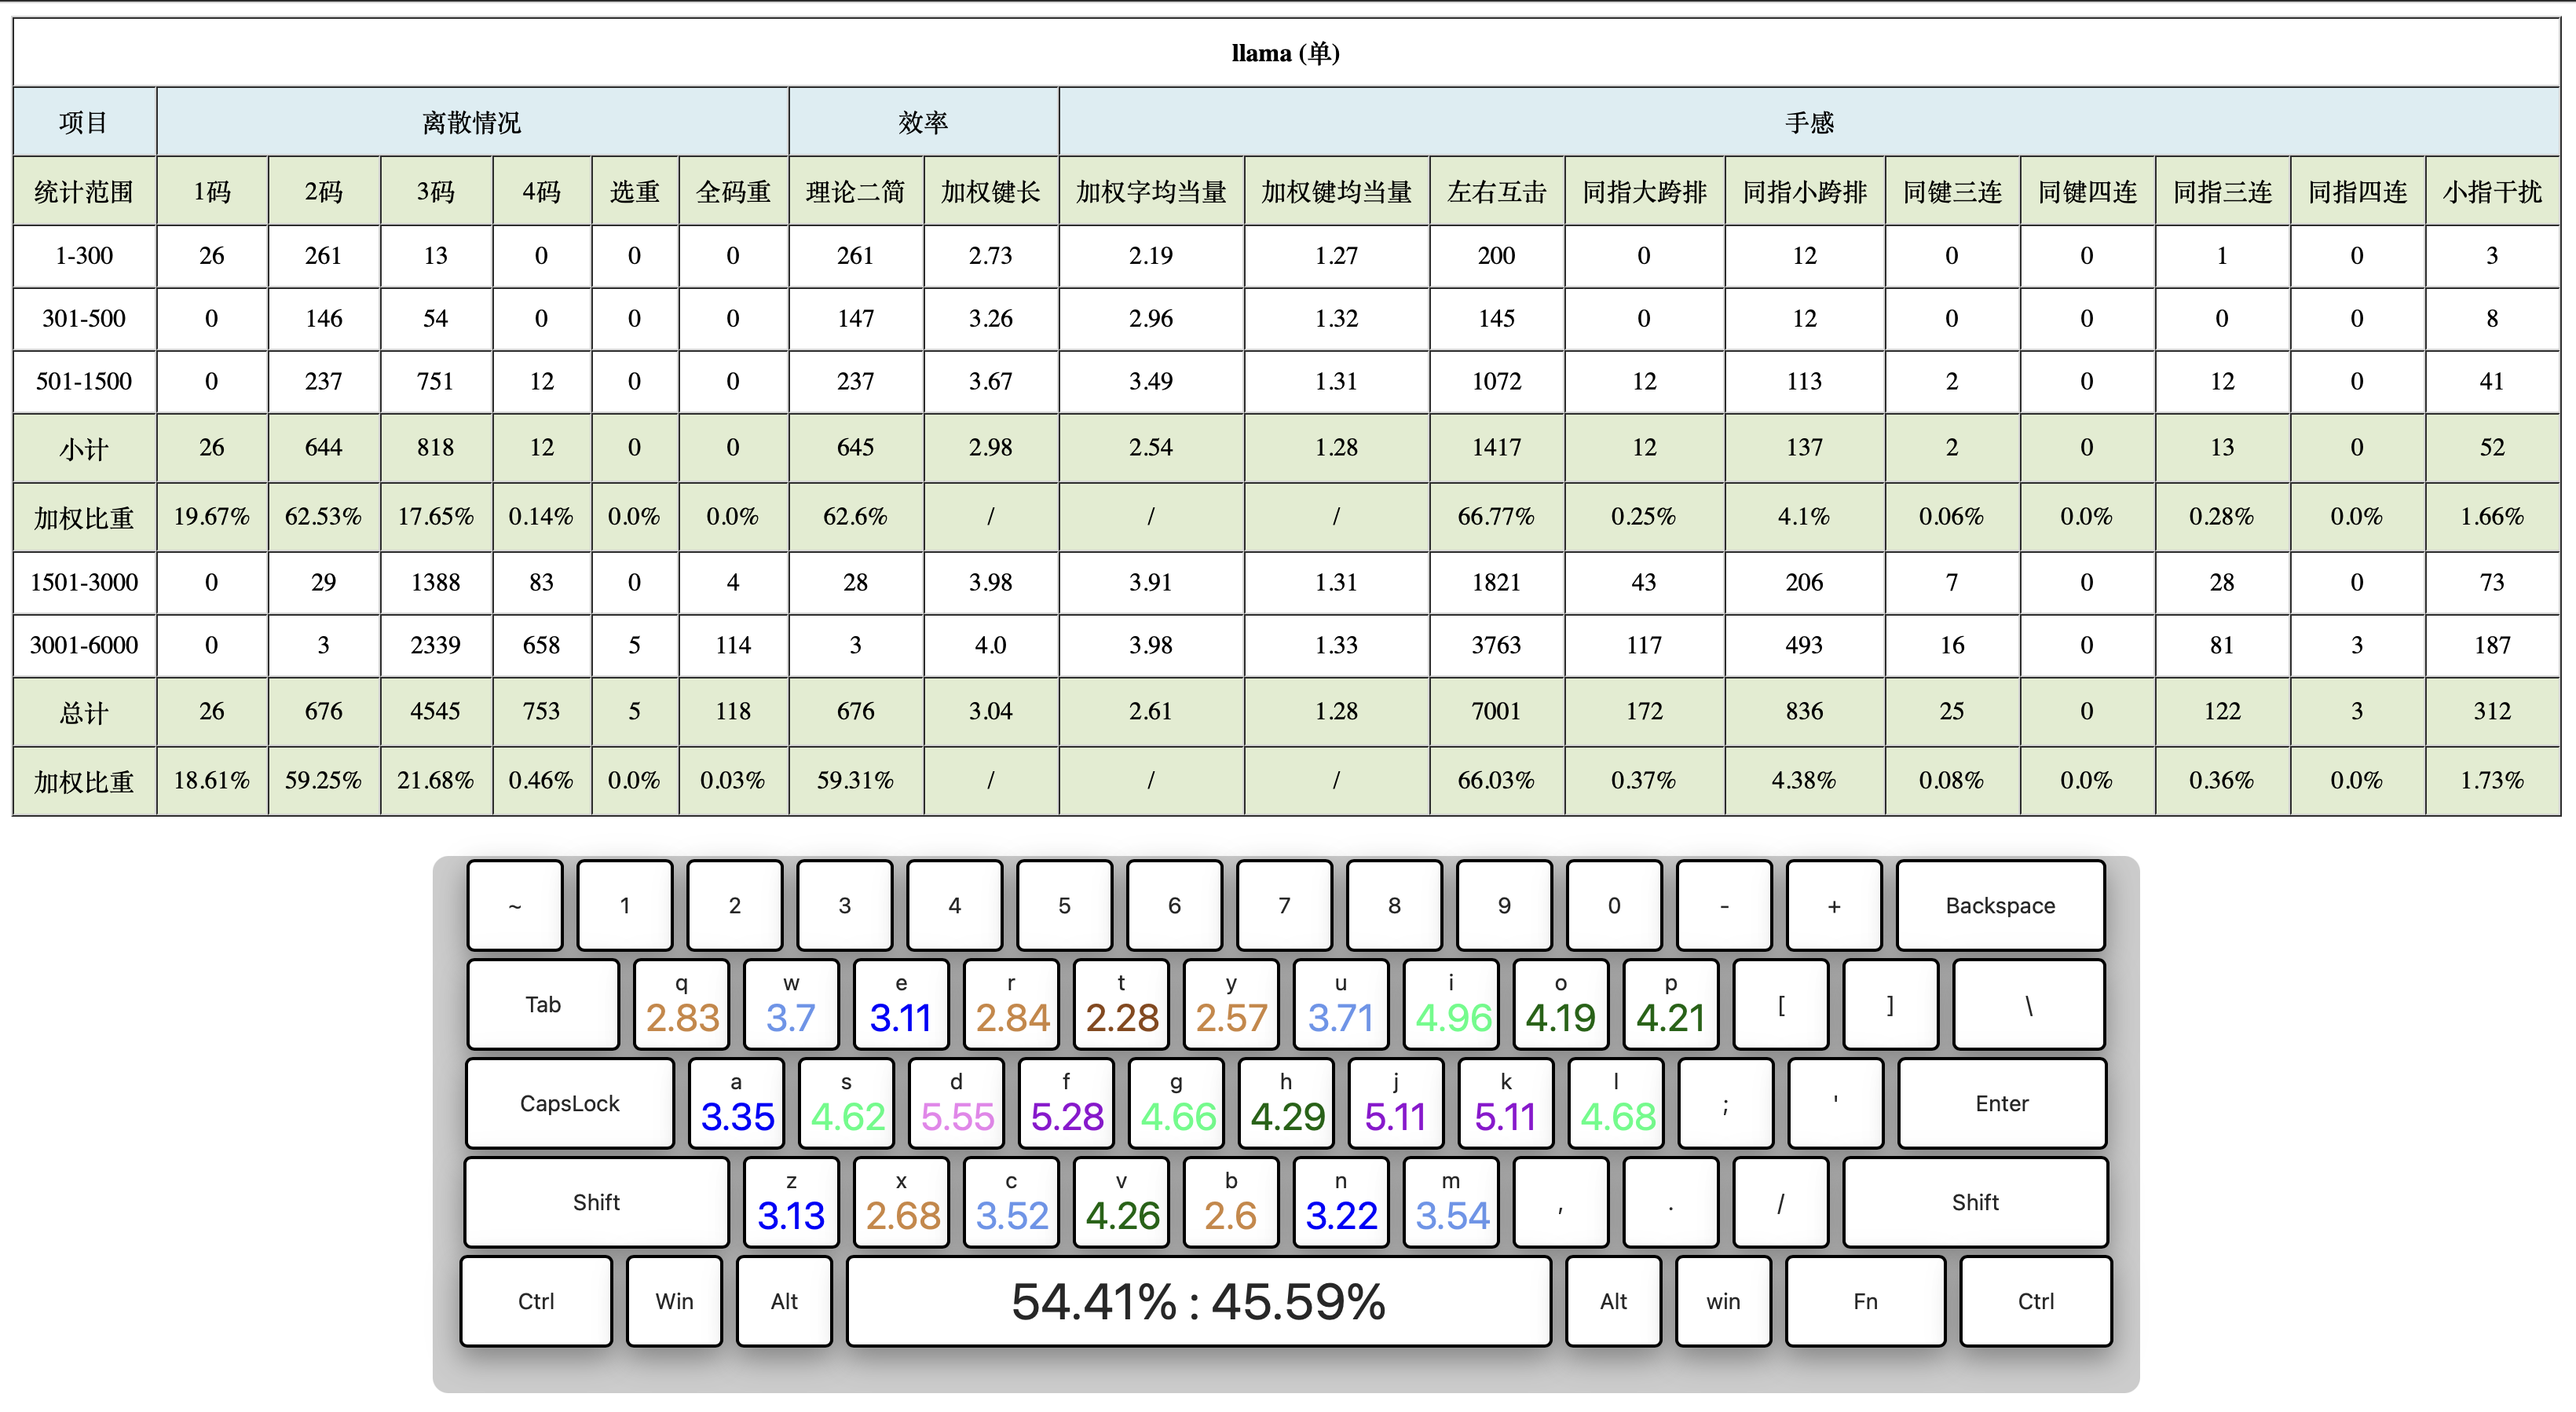 llama (单)
项目 离散情况 效率 手感
统计范围 1码 2码 3码 4码 选重 全码重 理论二简 加权键长 加权字均当量 加权键均当量 左右互击 同指大跨排 同指小跨排 同键三连 同键四连 同指三连 同指四连 小指干扰
1-300 26 261 13 0 0 0 261 2.73 2.19 1.27 200 0 12 0 0 1 0 3
301-500 0 146 54 0 0 0 147 3.26 2.96 1.32 145 0 12 0 0 0 0 8
501-1500 0 237 751 12 0 0 237 3.67 3.49 1.31 1072 12 113 2 0 12 0 41
小计 26 644 818 12 0 0 645 2.98 2.54 1.28 1417 12 137 2 0 13 0 52
加权比重 19.67% 62.53% 17.65% 0.14% 0.0% 0.0% 62.6% / / / 66.77% 0.25% 4.1% 0.06% 0.0% 0.28% 0.0% 1.66%
1501-3000 0 29 1388 83 0 4 28 3.98 3.91 1.31 1821 43 206 7 0 28 0 73
3001-6000 0 3 2339 658 5 114 3 4.0 3.98 1.33 3763 117 493 16 0 81 3 187
总计 26 676 4545 753 5 118 676 3.04 2.61 1.28 7001 172 836 25 0 122 3 312
加权比重 18.61% 59.25% 21.68% 0.46% 0.0% 0.03% 59.31% / / / 66.03% 0.37% 4.38% 0.08% 0.0% 0.36% 0.0% 1.73%
~ 1 2 3 4 5 6 7 8 9 0 - + Backspace
q w e r t y u i o p
Tab 2.83 3.7 3.11 2.84 2.28 2.57 3.71 4.96 4.19 4.21 [ ] \
a s d f g h j k l
CapsLock 3.35 4.62 5.55 5.28 4.66 4.29 5.11 5.11 4.68 ; ' Enter
z x c v b n m
Shift 3.13 2.68 3.52 4.26 2.6 3.22 3.54 , . / Shift
Ctrl Win Alt 54.41% : 45.59% Alt win Fn Ctrl